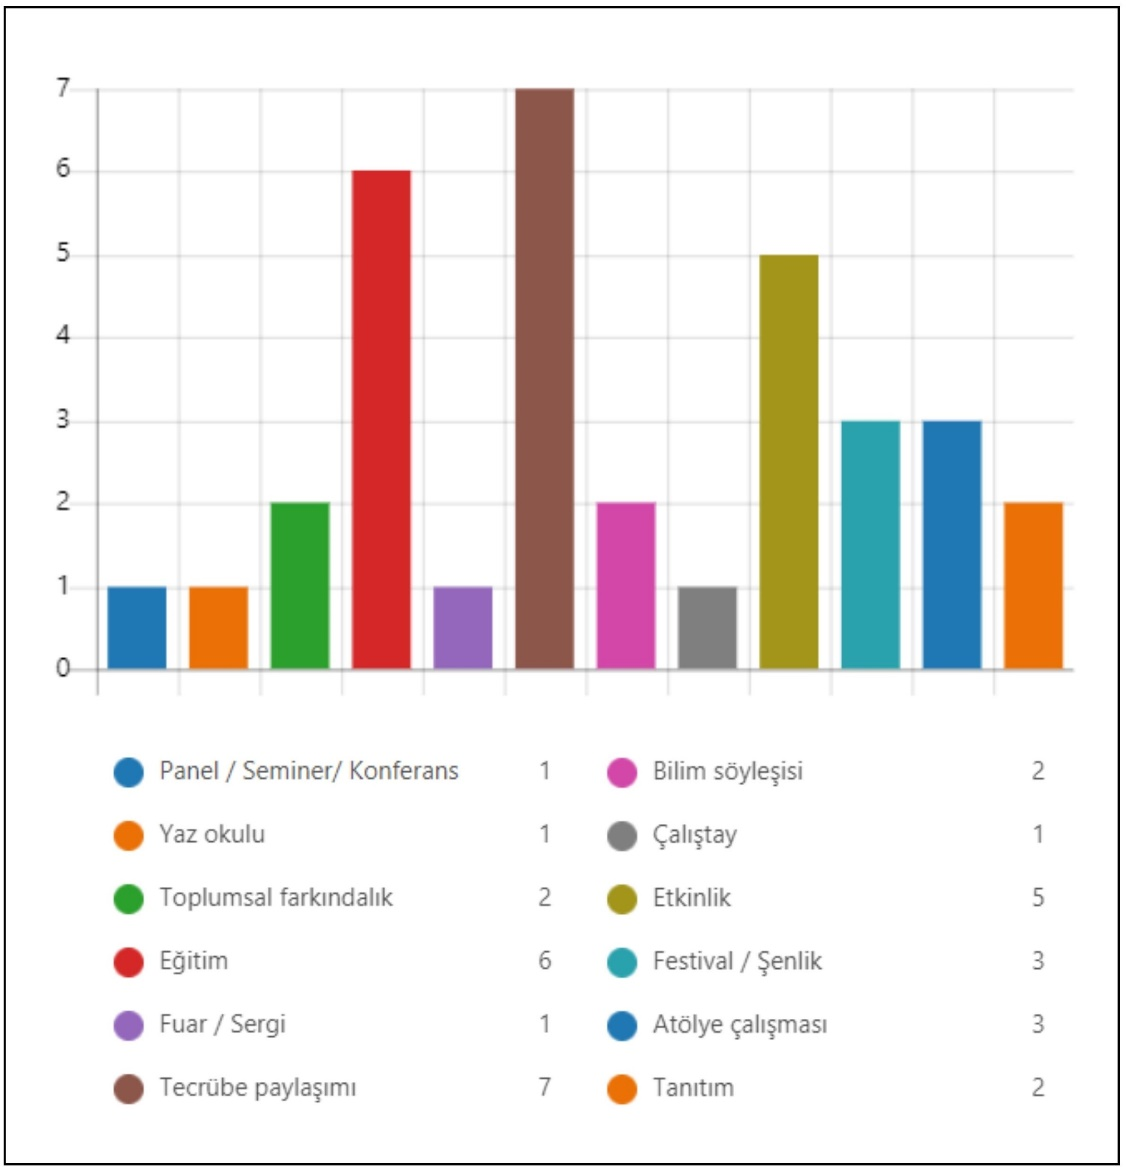 7
6
5
4
3
2
1
0
Panel / Seminer/ Konferans 1
Yaz okulu 1
Toplumsal farkındalık 2
Eğitim 6
Fuar / Sergi 1
Tecrübe paylaşımı 7
Bilim söyleşisi 2
Çalıştay 1
Etkinlik 5
Festival / Şenlik 3
Atölye çalışması 3
Tanıtım 2